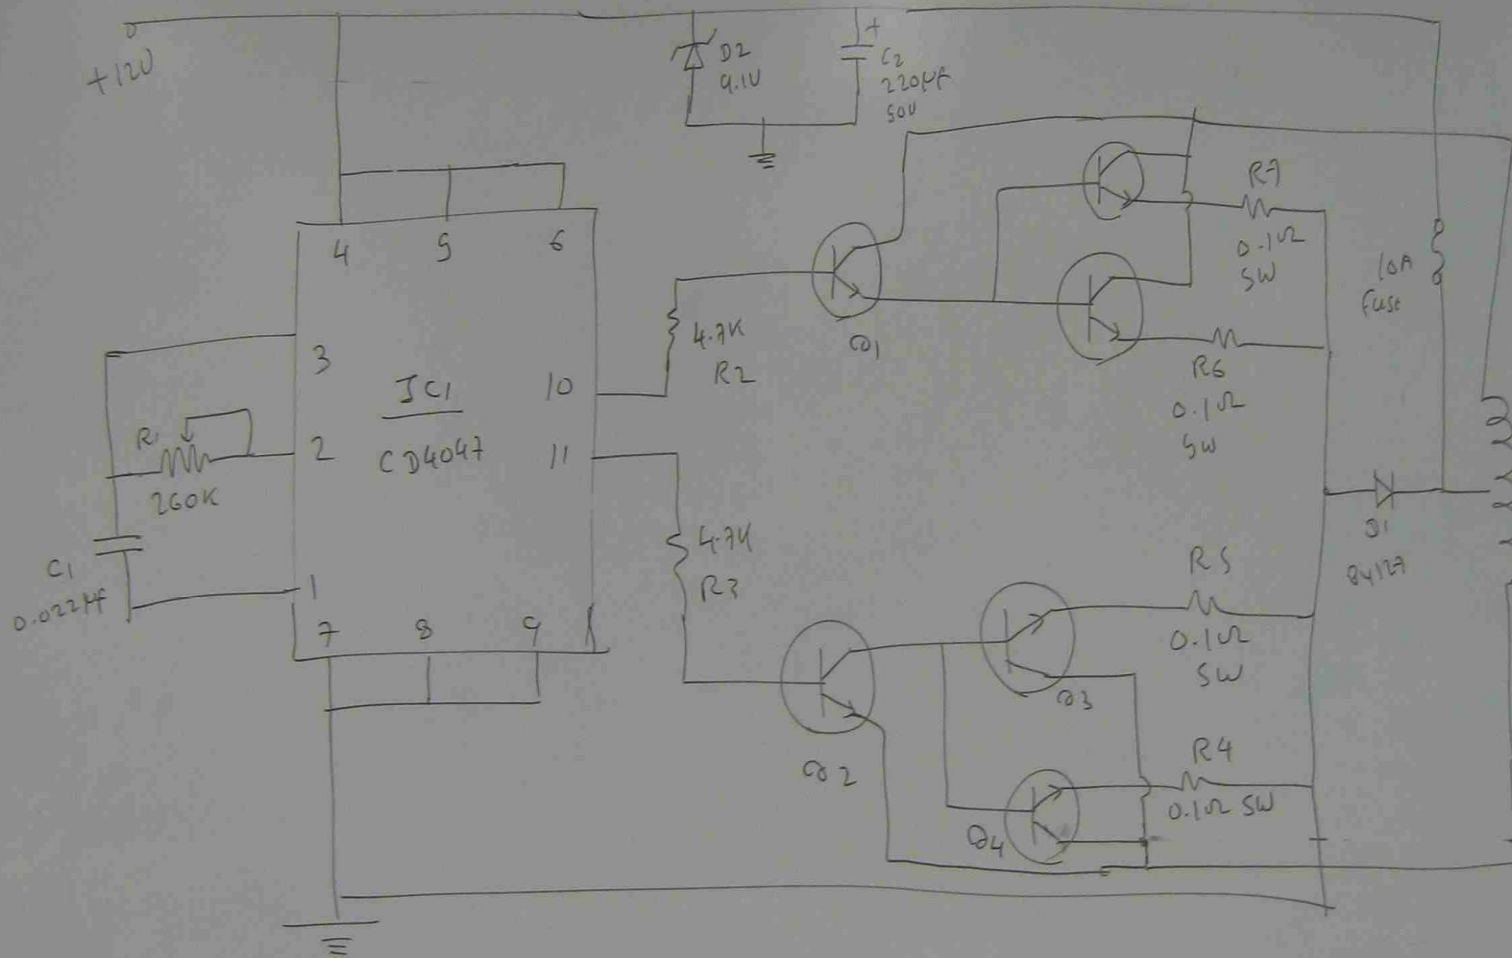 +12V
D2
9.1V
+
C2
220µf
50V
4
5
6
3
2
1
IC1
CD4047
10
11
7
8
9
R1
260K
C1
0.022µf
4.7K
R2
4.7K
R3
Q1
Q2
Q3
Q4
R7
0.1Ω
5W
R6
0.1Ω
5W
R5
0.1Ω
5W
R4
0.1Ω 5W
10A
fuse
D1
BY127